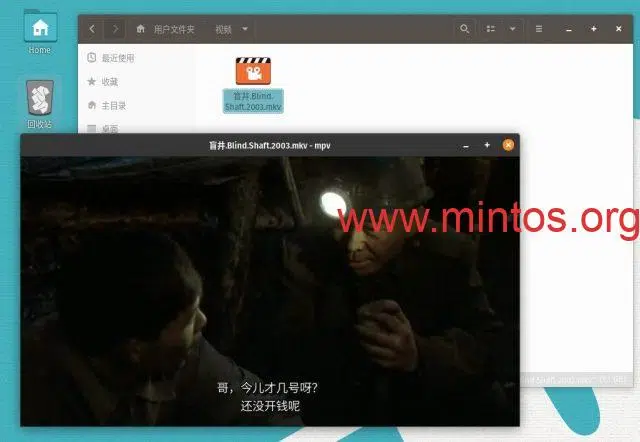 Home
回收站
用户文件夹
视频
最近使用
收藏
主目录
桌面
盲井.Blind.
Shaft.2003.mkv
盲井.Blind.Shaft.2003.mkv - mpv
www.mintos.org
哥，今儿才几号呀?
还没开钱呢